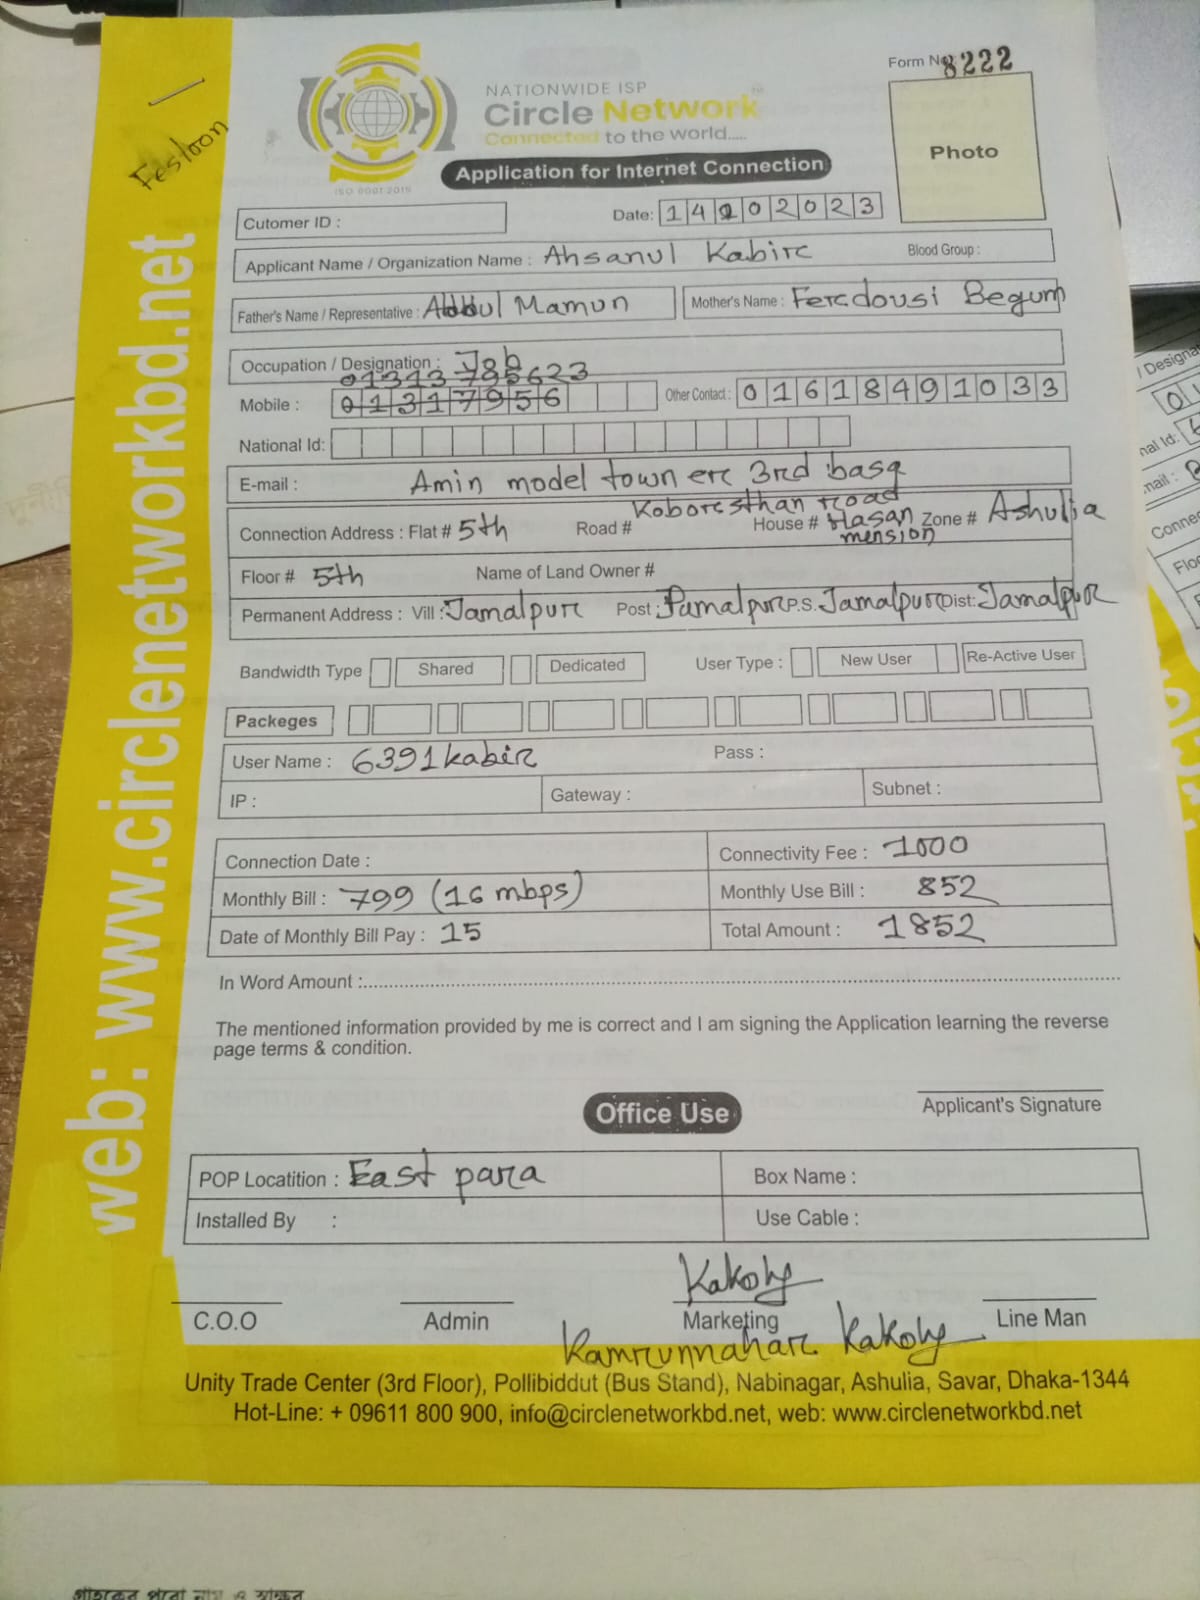 Form No 8222
NATIONWIDE ISP
Circle Network
Connected to the world.....
ISO 9001:2015
Application for Internet Connection
Photo
Festoon
web: www.circlenetworkbd.net
Cutomer ID :
Date: 14 02 02023
Applicant Name / Organization Name : Ahsanul Kabir
Blood Group :
Father's Name / Representative : Abdul Mamun
Mother's Name : Ferdousi Begum
Occupation / Designation : Job
01313 785623
Mobile : 01317956
Other Contact : 01618491033
National Id:
E-mail : Amin model town er 3rd basa
Koboresthan road
Connection Address : Flat # 5th Road # House # Hasan mension Zone # Ashulia
Floor # 5th Name of Land Owner #
Permanent Address : Vill : Jamalpur Post : Jamalpur P.S. Jamalpur Dist: Jamalpur
Bandwidth Type Shared Dedicated User Type : New User Re-Active User
Packeges
User Name : 6391kabir Pass :
IP : Gateway : Subnet :
Connection Date : Connectivity Fee : 1000
Monthly Bill : 799 (16 mbps) Monthly Use Bill : 852
Date of Monthly Bill Pay : 15 Total Amount : 1852
In Word Amount :
The mentioned information provided by me is correct and I am signing the Application learning the reverse
page terms & condition.
Applicant's Signature
Office Use
POP Locatition : East para Box Name :
Installed By : Use Cable :
Kakoly
C.O.O Admin Marketing Line Man
Kamrunnahar Kakoly
Unity Trade Center (3rd Floor), Pollibiddut (Bus Stand), Nabinagar, Ashulia, Savar, Dhaka-1344
Hot-Line: + 09611 800 900, info@circlenetworkbd.net, web: www.circlenetworkbd.net